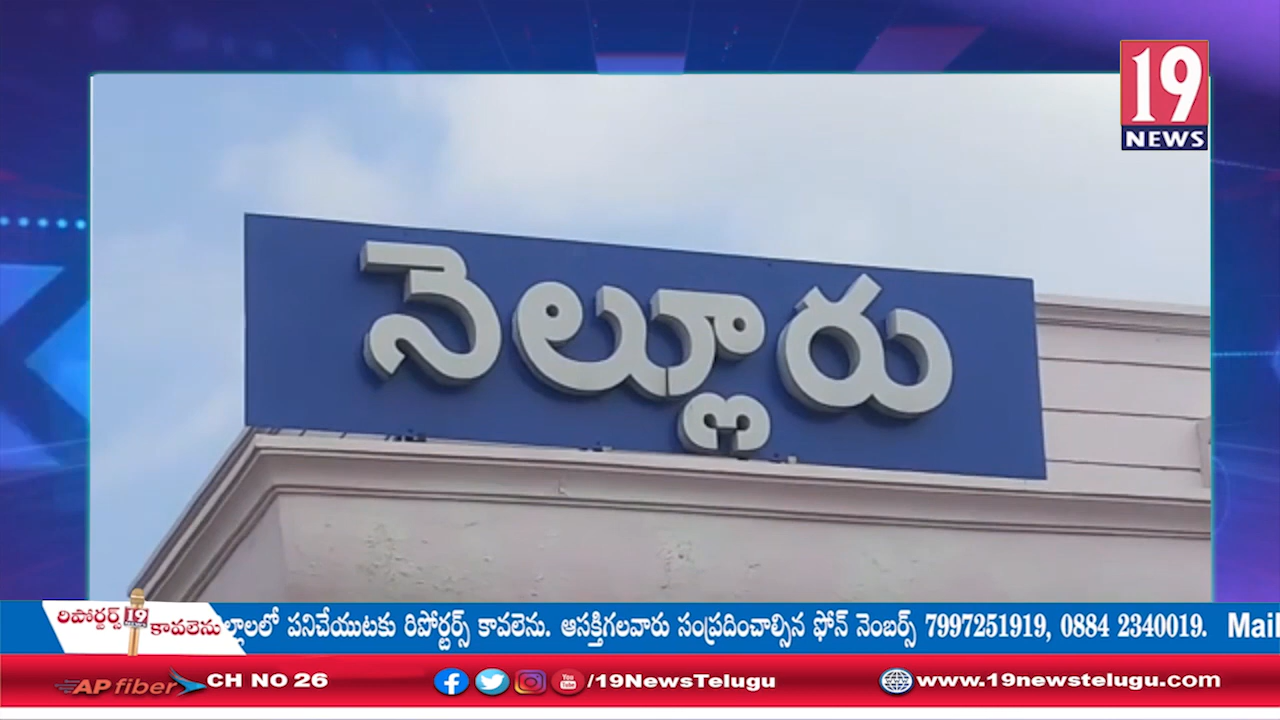 19
NEWS
నెల్లూరు
రిపోర్టర్స్ 19
కావలెను
ల్లాలలో పనిచేయుటకు రిపోర్టర్స్ కావలెను. ఆసక్తిగలవారు సంప్రదించాల్సిన ఫోన్ నెంబర్స్ 7997251919, 0884 2340019. Mail
AP fiber CH NO 26 /19NewsTelugu www.19newstelugu.com